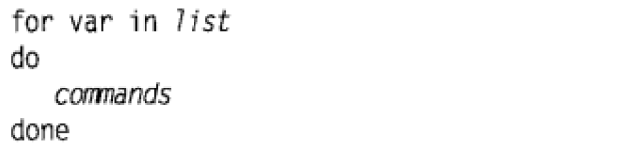 for var in list
do
   commands
done